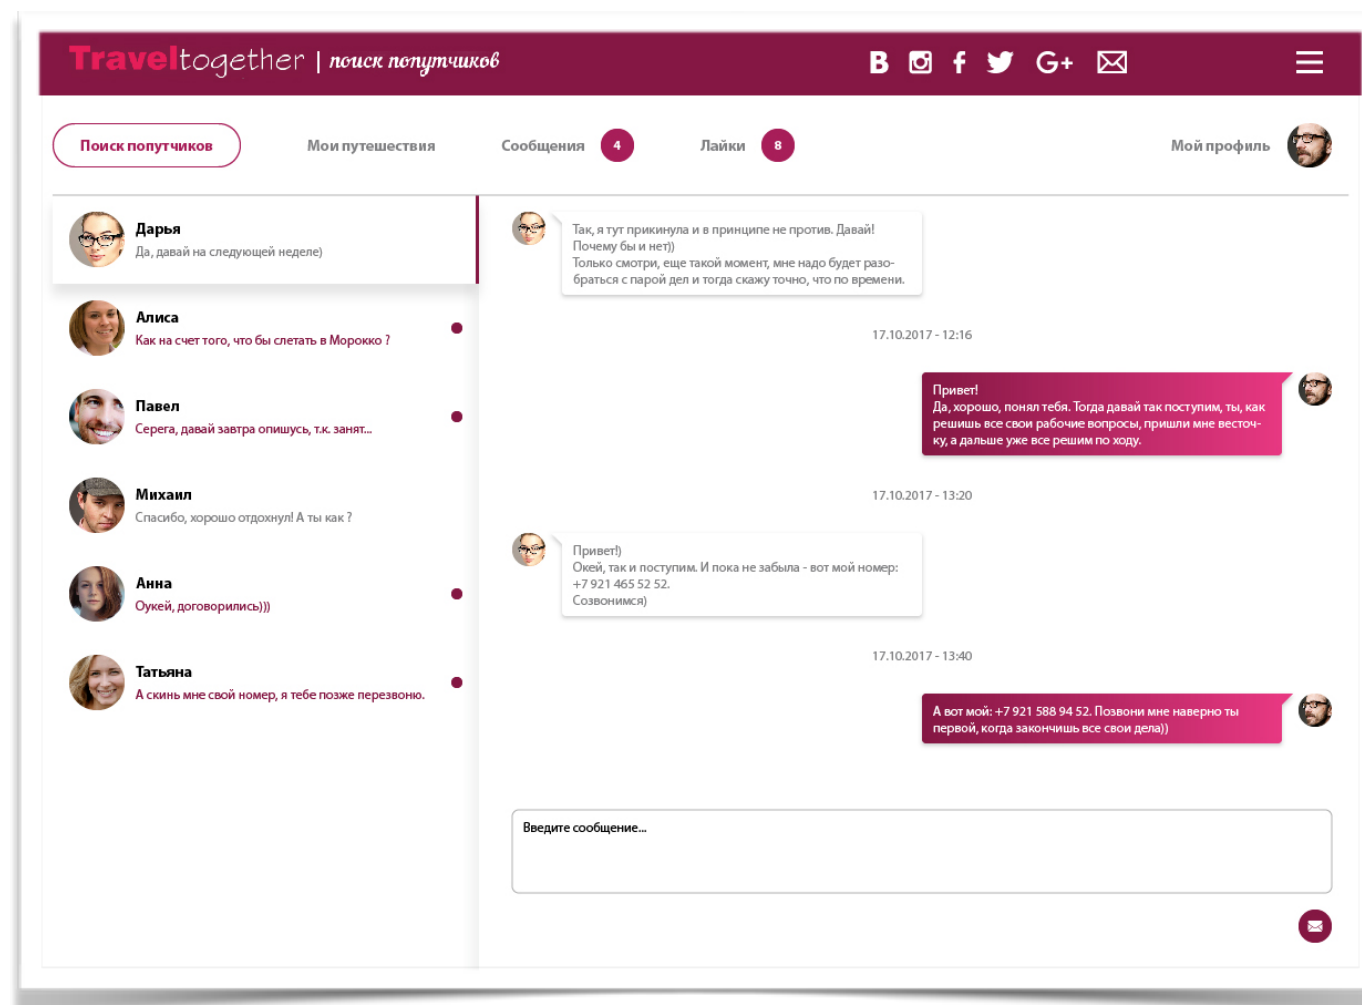 Traveltogether | поиск попутчиков
B f G+
Поиск попутчиков Мои путешествия Сообщения 4 Лайки 8 Мой профиль
Дарья
Да, давай на следующей неделе)
Алиса
Как на счет того, что бы слетать в Морокко ?
Павел
Серега, давай завтра опишусь, т.к. занят...
Михаил
Спасибо, хорошо отдохнул! А ты как ?
Анна
Оукей, договорились)))
Татьяна
А скинь мне свой номер, я тебе позже перезвоню.
Так, я тут прикинула и в принципе не против. Давай!
Почему бы и нет))
Только смотри, еще такой момент, мне надо будет разо-
браться с парой дел и тогда скажу точно, что по времени.
17.10.2017 - 12:16
Привет!
Да, хорошо, понял тебя. Тогда давай так поступим, ты, как
решишь все свои рабочие вопросы, пришли мне весточ-
ку, а дальше уже все решим по ходу.
17.10.2017 - 13:20
Привет!)
Окей, так и поступим. И пока не забыла - вот мой номер:
+7 921 465 52 52.
Созвонимся)
17.10.2017 - 13:40
А вот мой: +7 921 588 94 52. Позвони мне наверно ты
первой, когда закончишь все свои дела))
Введите сообщение...